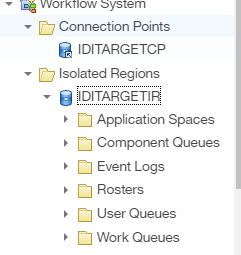 Workflow System
Connection Points
IDITARGETCP
Isolated Regions
IDITARGETIR
Application Spaces
Component Queues
Event Logs
Rosters
User Queues
Work Queues